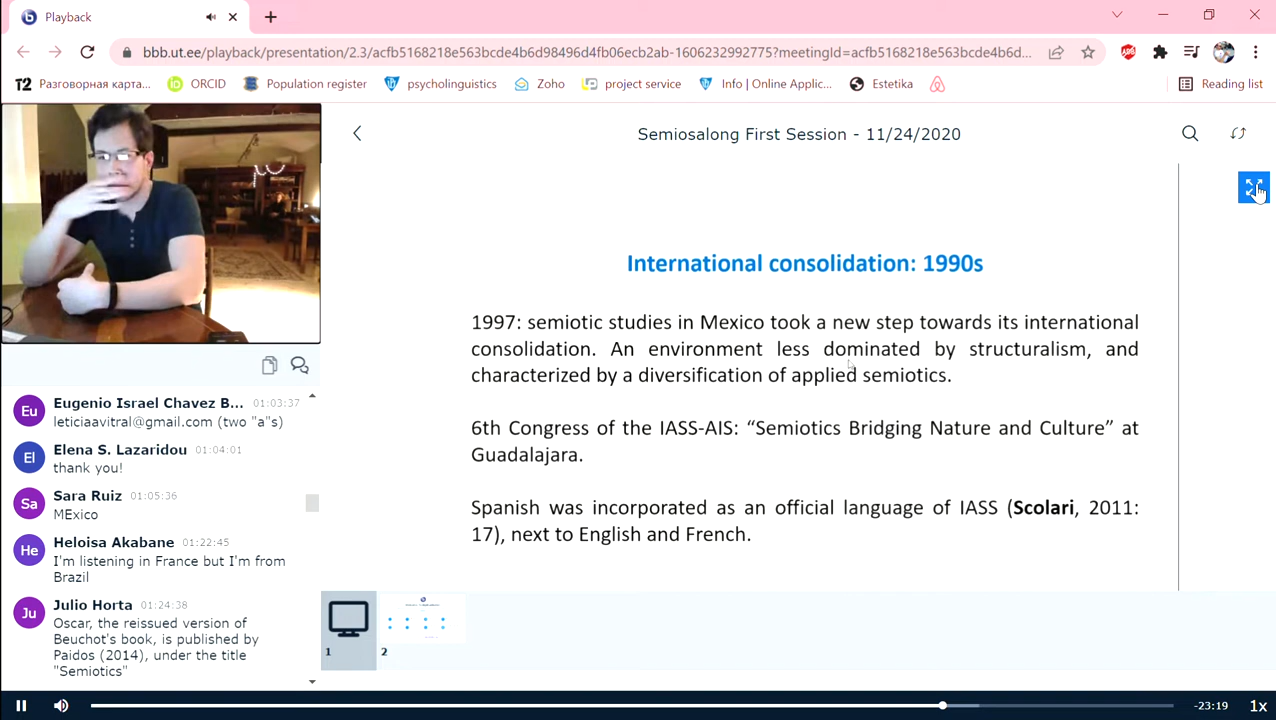 Playback
bbb.ut.ee/playback/presentation/2.3/acfb5168218e563bcde4b6d98496d4fb06ecb2ab-1606232992775?meetingId=acfb5168218e563bcde4b6d...
T2 Разговорная карта... ORCID Population register psycholinguistics Zoho project service Info | Online Applic... Estetika Reading list
Semiosalong First Session - 11/24/2020
International consolidation: 1990s
1997: semiotic studies in Mexico took a new step towards its international
consolidation. An environment less dominated by structuralism, and
characterized by a diversification of applied semiotics.
6th Congress of the IASS-AIS: “Semiotics Bridging Nature and Culture” at
Guadalajara.
Spanish was incorporated as an official language of IASS (Scolari, 2011:
17), next to English and French.
Eu Eugenio Israel Chavez B... 01:03:37
leticiaavitral@gmail.com (two "a"s)
El Elena S. Lazaridou 01:04:01
thank you!
Sa Sara Ruiz 01:05:36
MExico
He Heloisa Akabane 01:22:45
I'm listening in France but I'm from
Brazil
Ju Julio Horta 01:24:38
Oscar, the reissued version of
Beuchot's book, is published by
Paidos (2014), under the title
"Semiotics"
1 2
-23:19 1x